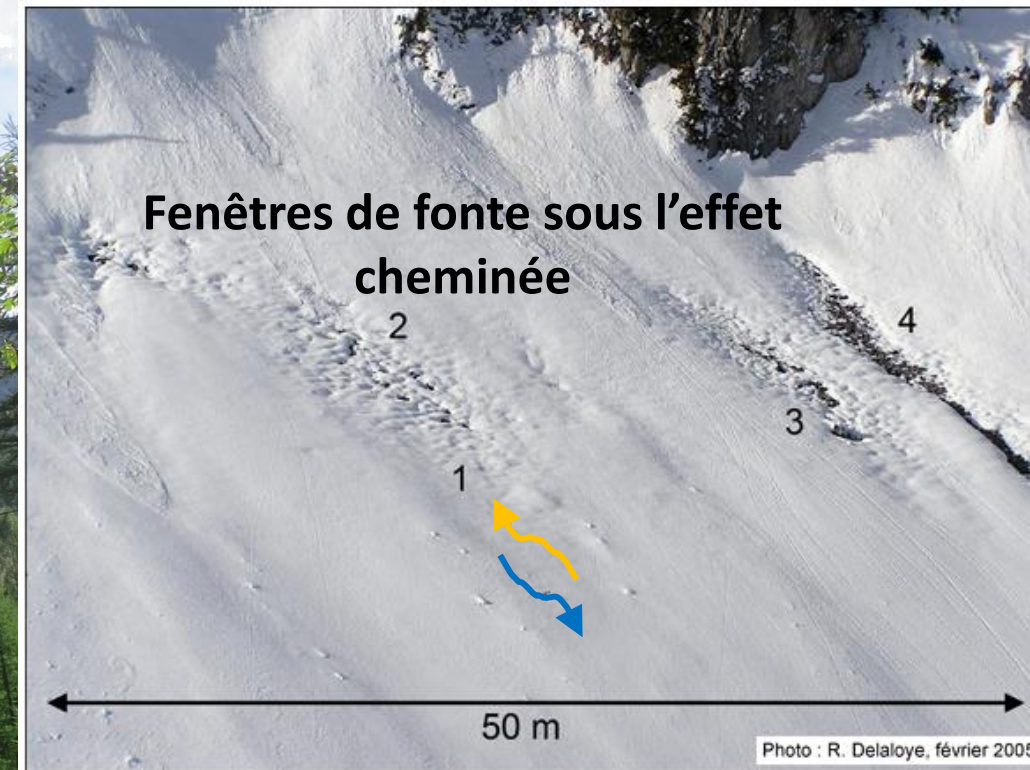 Fenêtres de fonte sous l’effet
cheminée
2
4
3
1
50 m
Photo : R. Delaloye, février 2005